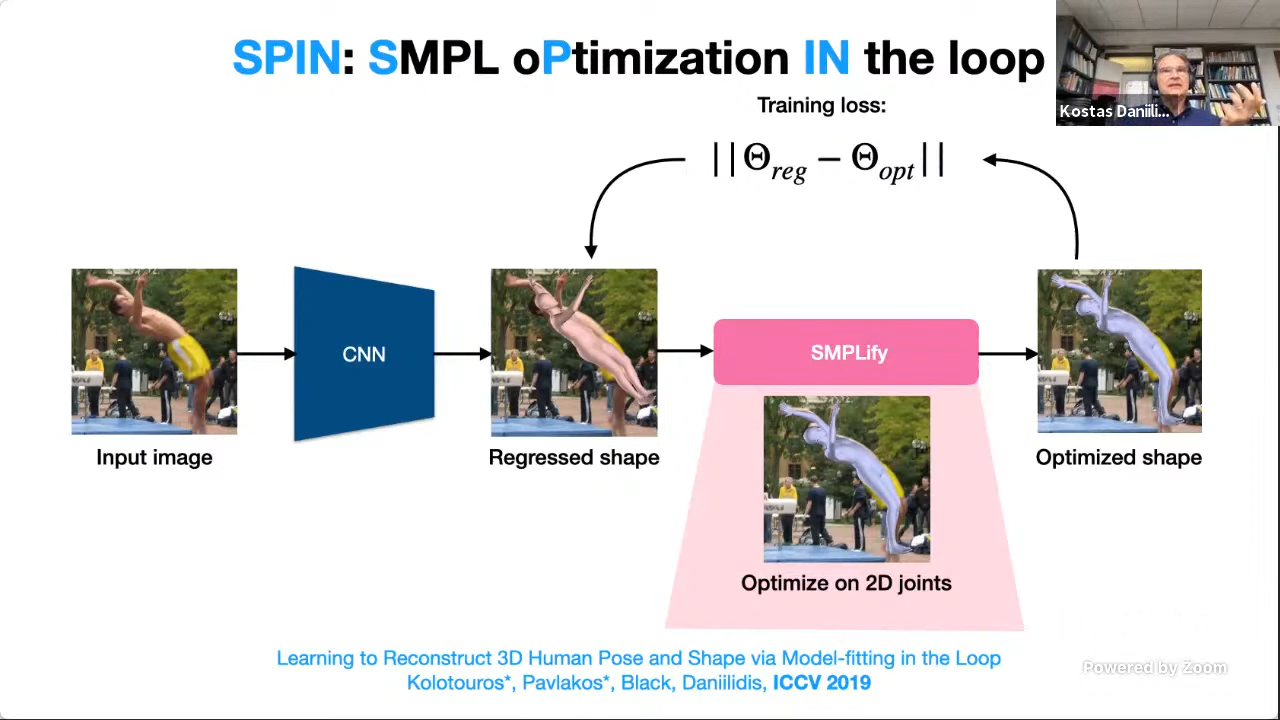 SPIN: SMPL oPtimization IN the loop
Kostas Daniili...
Training loss:
||Θreg − Θopt||
CNN
SMPLify
Input image
Regressed shape
Optimized shape
Optimize on 2D joints
Learning to Reconstruct 3D Human Pose and Shape via Model-fitting in the Loop
Kolotouros*, Pavlakos*, Black, Daniilidis, ICCV 2019
Powered by Zoom